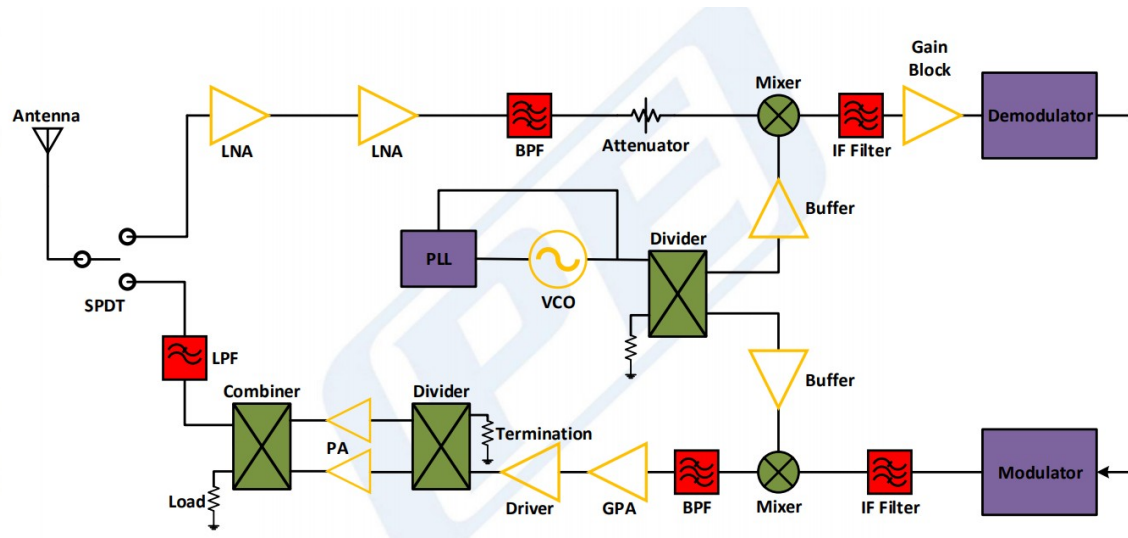 Gain
Block
Mixer
Antenna
Demodulator
LNA
LNA
BPF
Attenuator
IF Filter
Buffer
Divider
PLL
VCO
SPDT
LPF
Buffer
Combiner
Divider
PA
Termination
Modulator
Load
Driver
GPA
BPF
Mixer
IF Filter